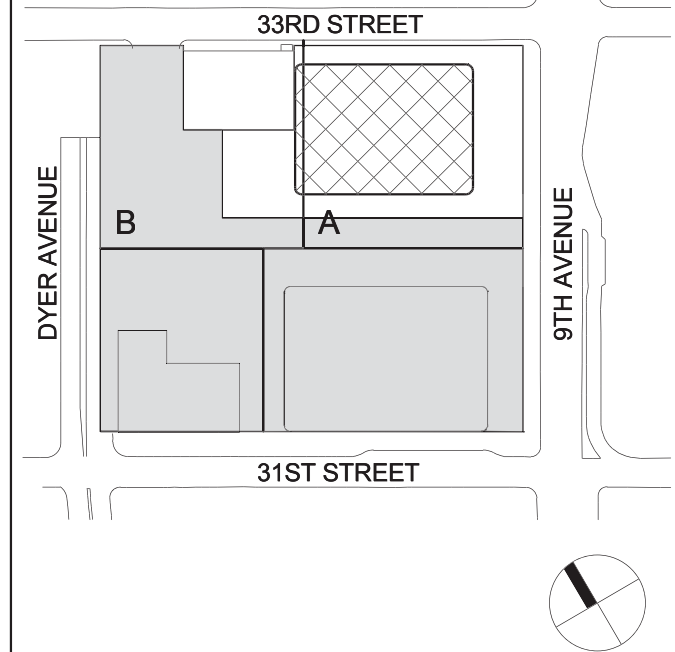 33RD STREET
DYER AVENUE
B
A
9TH AVENUE
31ST STREET